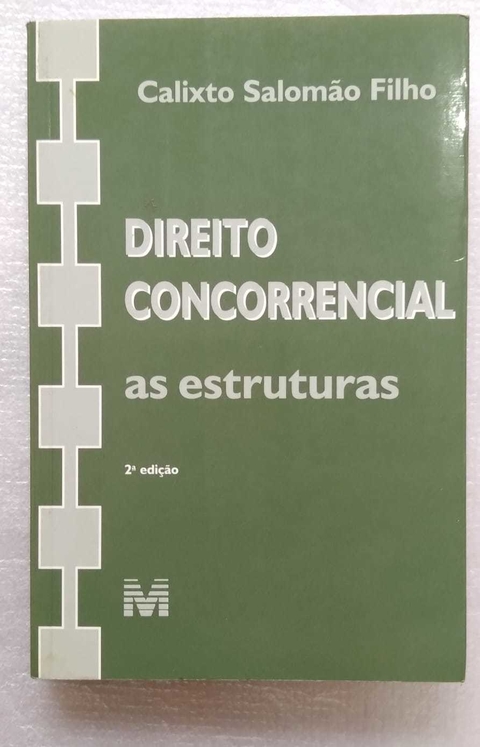 Calixto Salomão Filho
DIREITO
CONCORRENCIAL
as estruturas
2ª edição
M